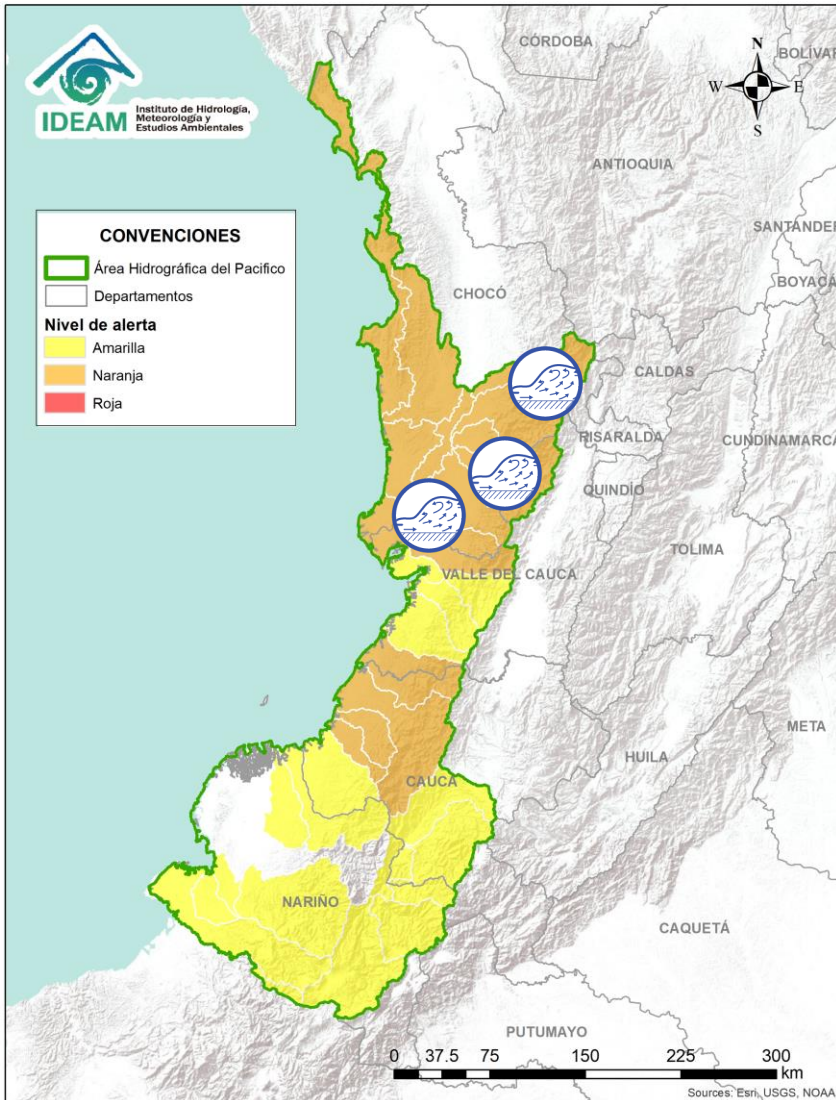 IDEAM
Instituto de Hidrología,
Meteorología y
Estudios Ambientales
N
W
E
S
CÓRDOBA
BOLÍVAR
ANTIOQUIA
SANTANDER
BOYACÁ
CHOCÓ
CALDAS
RISARALDA
CUNDINAMARCA
QUINDÍO
TOLIMA
VALLE DEL CAUCA
META
HUILA
CAUCA
NARIÑO
CAQUETÁ
PUTUMAYO
CONVENCIONES
Área Hidrográfica del Pacifico
Departamentos
Nivel de alerta
Amarilla
Naranja
Roja
0 37.5 75 150 225 300
km
Sources: Esri, USGS, NOAA